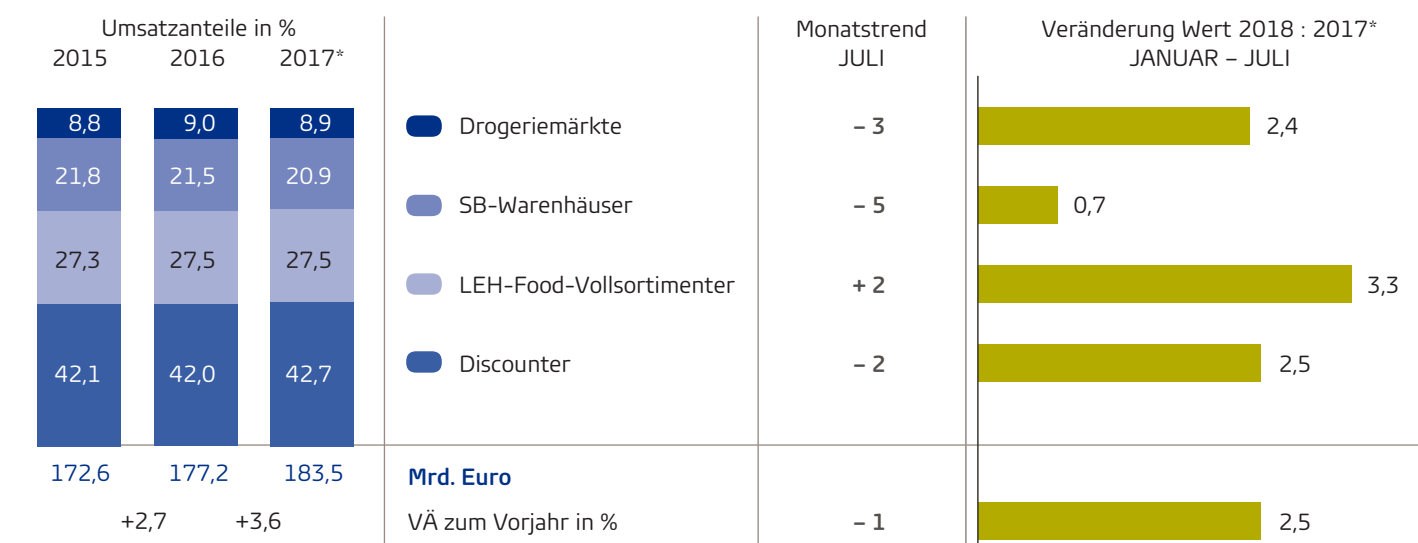 Umsatzanteile in %
2015 2016 2017*
Monatstrend
JULI
Veränderung Wert 2018 : 2017*
JANUAR – JULI
8,8 9,0 8,9 Drogeriemärkte – 3 2,4
21,8 21,5 20.9 SB-Warenhäuser – 5 0,7
27,3 27,5 27,5 LEH-Food-Vollsortimenter + 2 3,3
42,1 42,0 42,7 Discounter – 2 2,5
172,6 177,2 183,5 Mrd. Euro
+2,7 +3,6 VÄ zum Vorjahr in % – 1 2,5